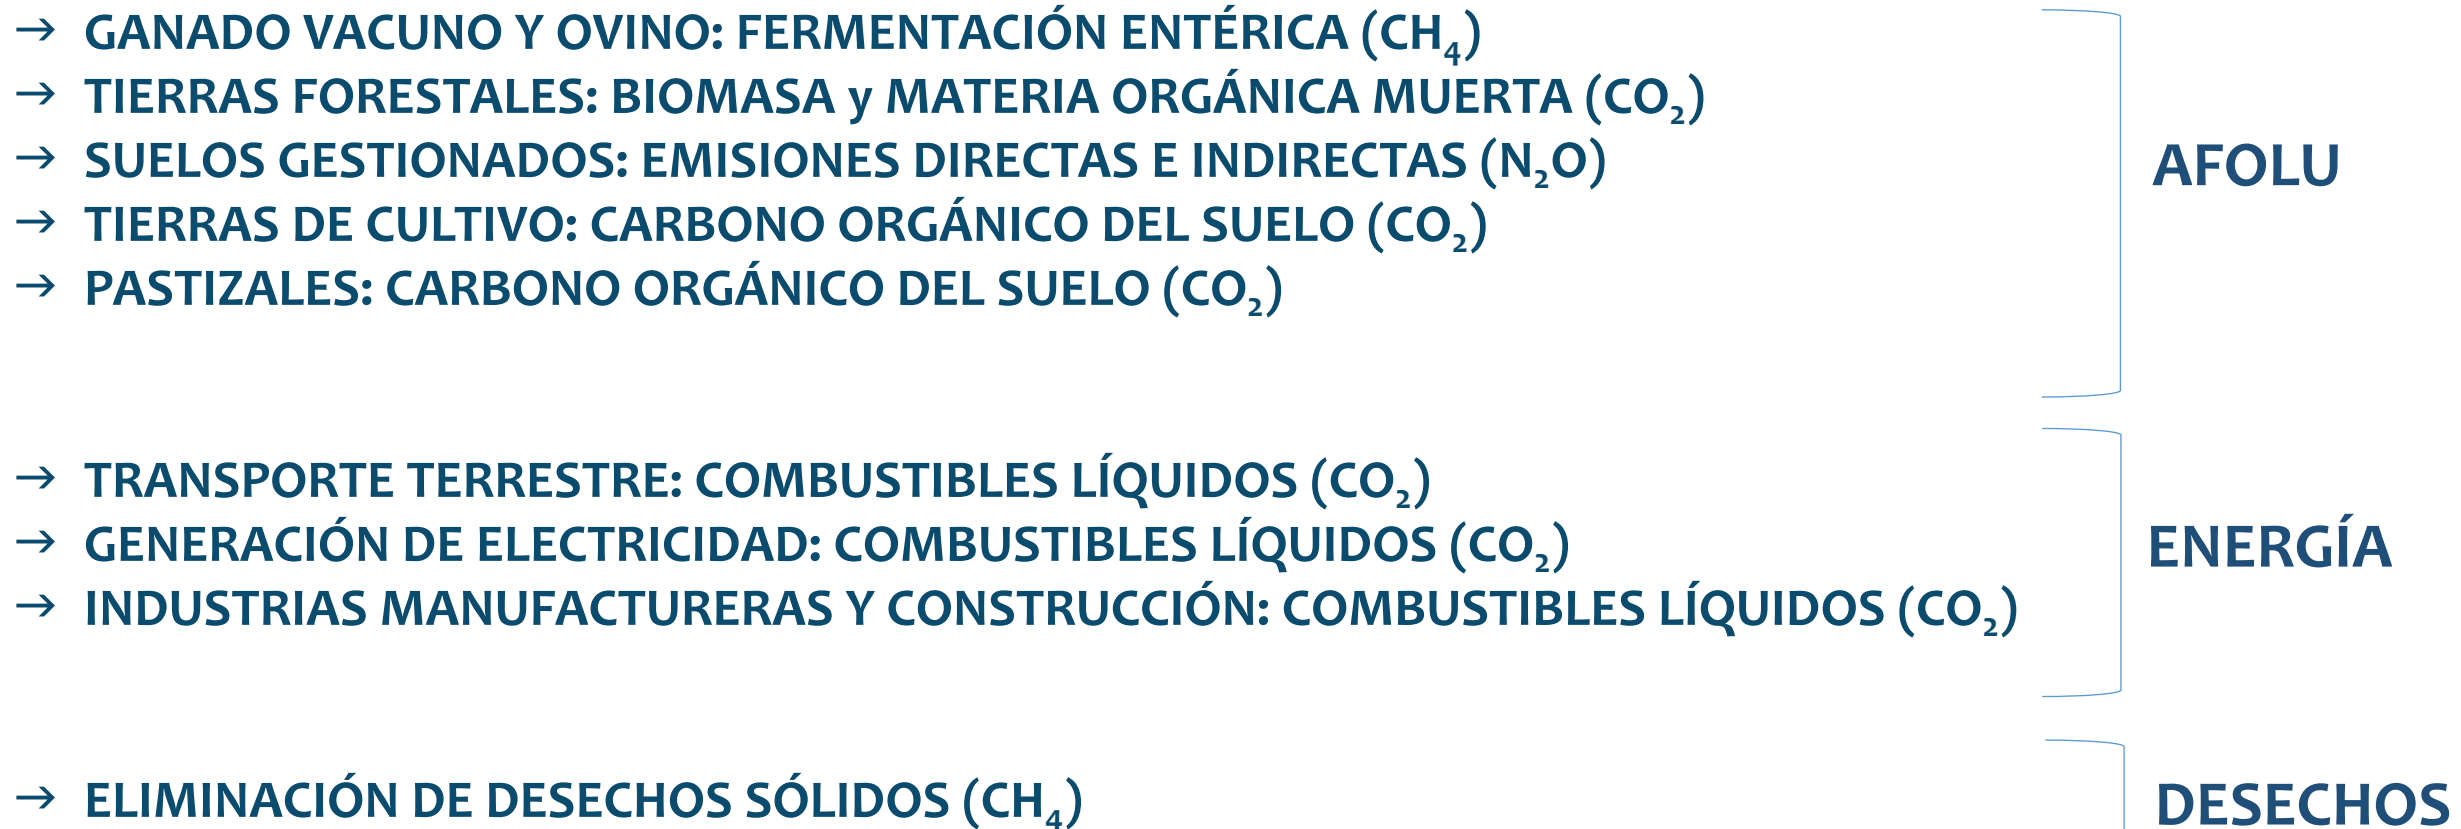 → GANADO VACUNO Y OVINO: FERMENTACIÓN ENTÉRICA (CH₄)
→ TIERRAS FORESTALES: BIOMASA y MATERIA ORGÁNICA MUERTA (CO₂)
→ SUELOS GESTIONADOS: EMISIONES DIRECTAS E INDIRECTAS (N₂O)
→ TIERRAS DE CULTIVO: CARBONO ORGÁNICO DEL SUELO (CO₂)
→ PASTIZALES: CARBONO ORGÁNICO DEL SUELO (CO₂)
AFOLU
→ TRANSPORTE TERRESTRE: COMBUSTIBLES LÍQUIDOS (CO₂)
→ GENERACIÓN DE ELECTRICIDAD: COMBUSTIBLES LÍQUIDOS (CO₂)
→ INDUSTRIAS MANUFACTURERAS Y CONSTRUCCIÓN: COMBUSTIBLES LÍQUIDOS (CO₂)
ENERGÍA
→ ELIMINACIÓN DE DESECHOS SÓLIDOS (CH₄)
DESECHOS